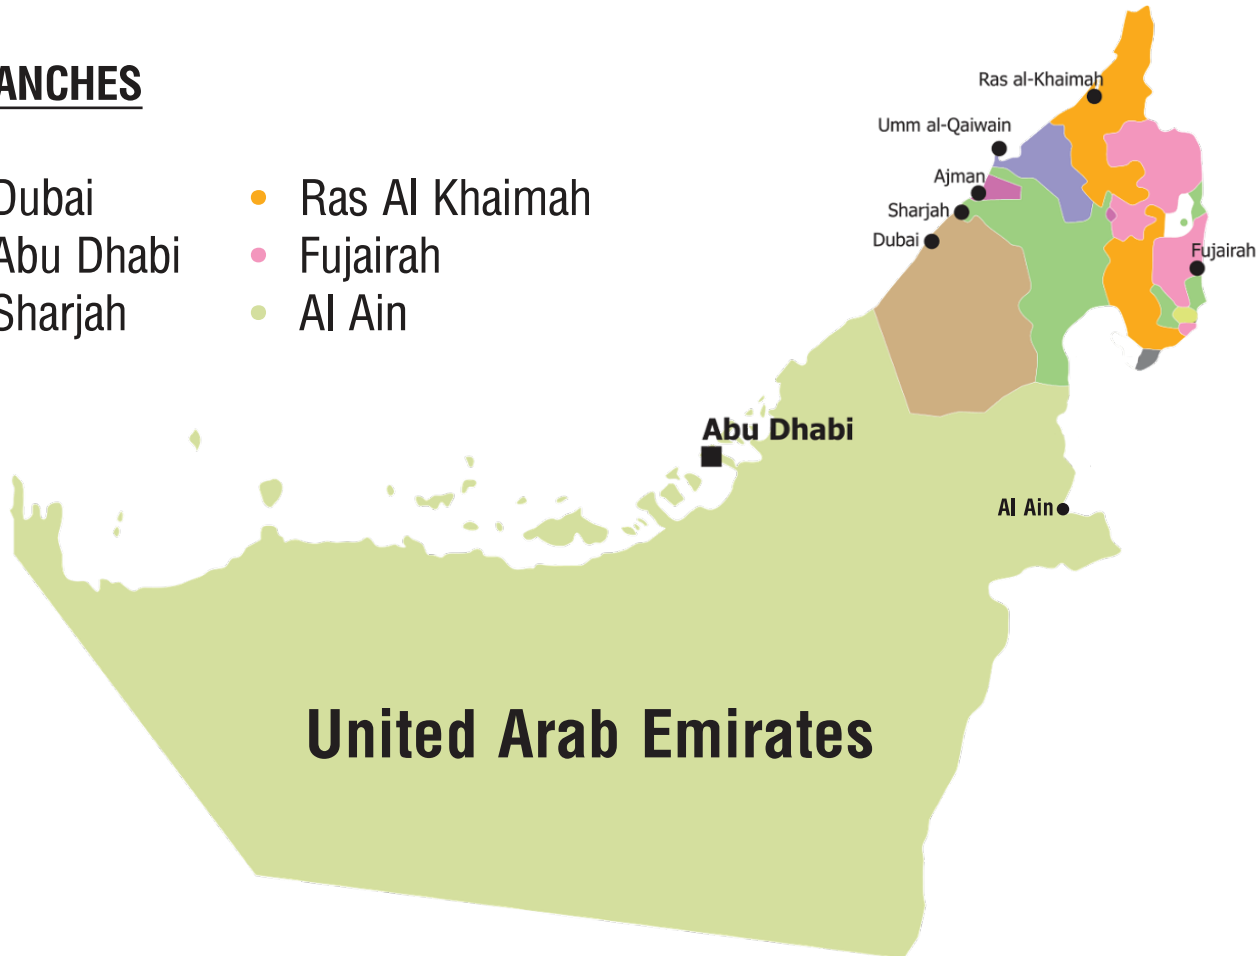 ANCHES
Dubai
Abu Dhabi
Sharjah
• Ras Al Khaimah
• Fujairah
• Al Ain
Ras al-Khaimah
Umm al-Qaiwain
Ajman
Sharjah
Dubai
Fujairah
Abu Dhabi
Al Ain
United Arab Emirates